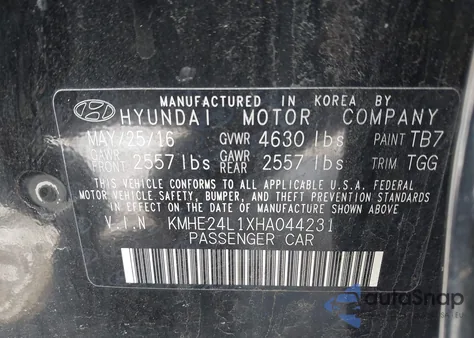 MANUFACTURED IN KOREA BY
HYUNDAI MOTOR COMPANY
MAY/25/16 GVWR 4630 lbs PAINT TB7
GAWR FRONT 2557 lbs GAWR REAR 2557 lbs TRIM TGG
THIS VEHICLE CONFORMS TO ALL APPLICABLE U.S.A. FEDERAL
MOTOR VEHICLE SAFETY, BUMPER, AND THEFT PREVENTION STANDARDS
IN EFFECT ON THE DATE OF MANUFACTURE SHOWN ABOVE.
V.I.N KMHE24L1XHA044231
PASSENGER CAR
autoSnap